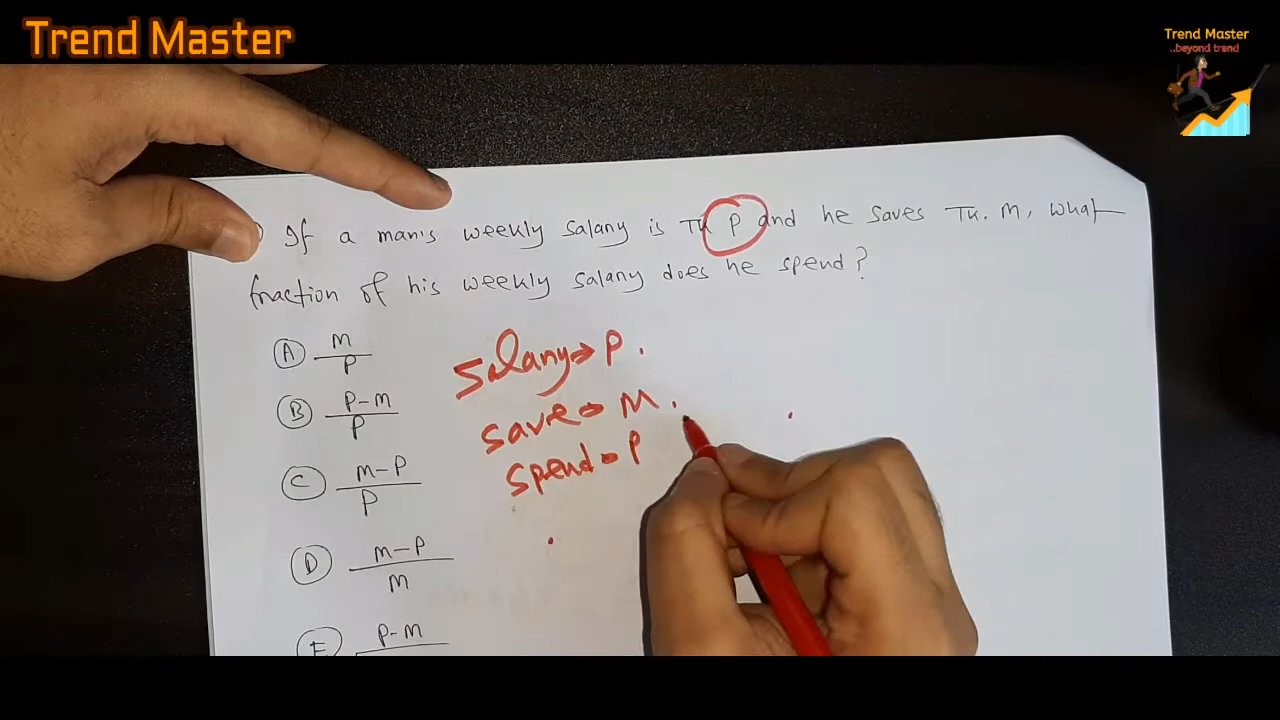 Trend Master
Trend Master
..beyond trend
If a man's weekly salary is Tk P and he saves Tk. M, what
fraction of his weekly salary does he spend?
A M/P
B P-M/P
C M-P/P
D M-P/M
E P-M
Salary → P.
save → M.
spend → P